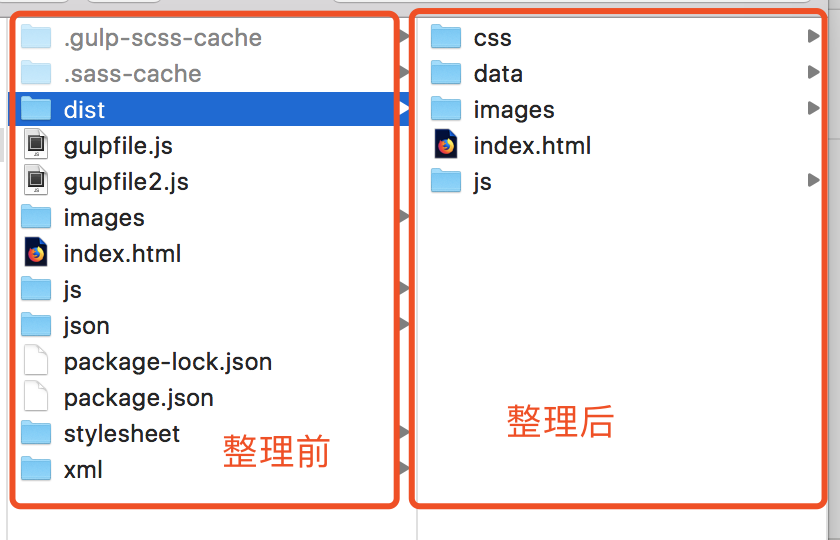 .gulp-scss-cache
.sass-cache
dist
gulpfile.js
gulpfile2.js
images
index.html
js
json
package-lock.json
package.json
stylesheet
xml
整理前
css
data
images
index.html
js
整理后